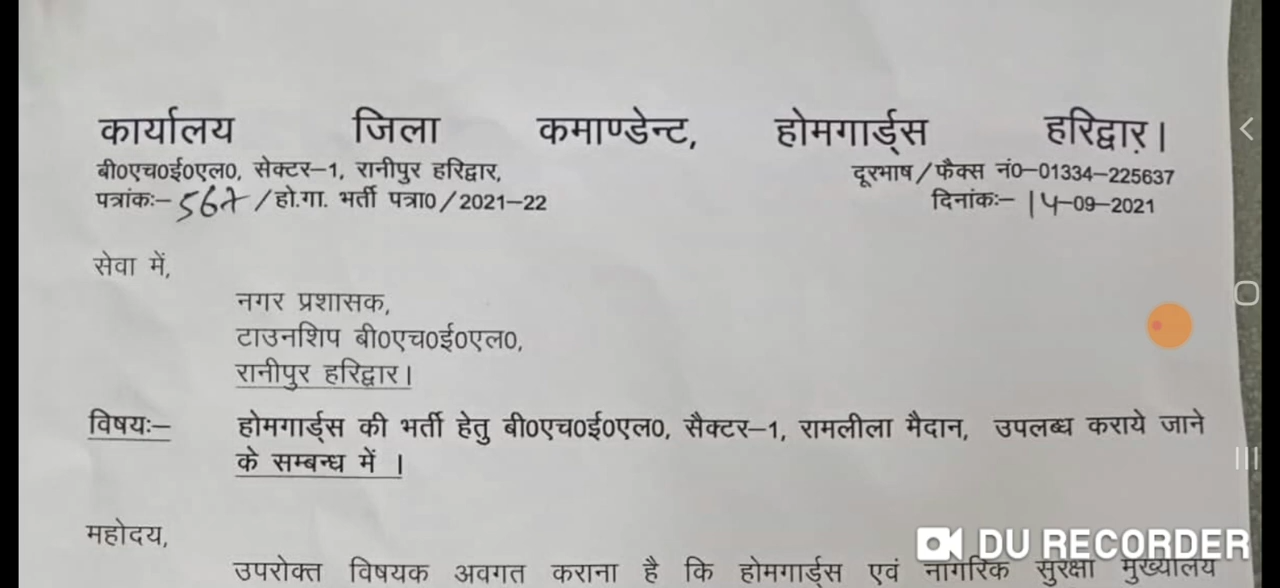 कार्यालय जिला कमाण्डेन्ट, होमगार्ड्स हरिद्वार।
बी0एच0ई0एल0, सेक्टर–1, रानीपुर हरिद्वार, दूरभाष/फैक्स नं0–01334–225637
पत्रांकः– 567 /हो.गा. भर्ती पत्रा0/2021–22 दिनांकः– 14–09–2021
सेवा में,
नगर प्रशासक,
टाउनशिप बी0एच0ई0एल0,
रानीपुर हरिद्वार।
विषयः– होमगार्ड्स की भर्ती हेतु बी0एच0ई0एल0, सैक्टर–1, रामलीला मैदान, उपलब्ध कराये जाने
के सम्बन्ध में ।
महोदय,
उपरोक्त विषयक अवगत कराना है कि होमगार्ड्स एवं नागरिक सुरक्षा मुख्यालय
DU RECORDER